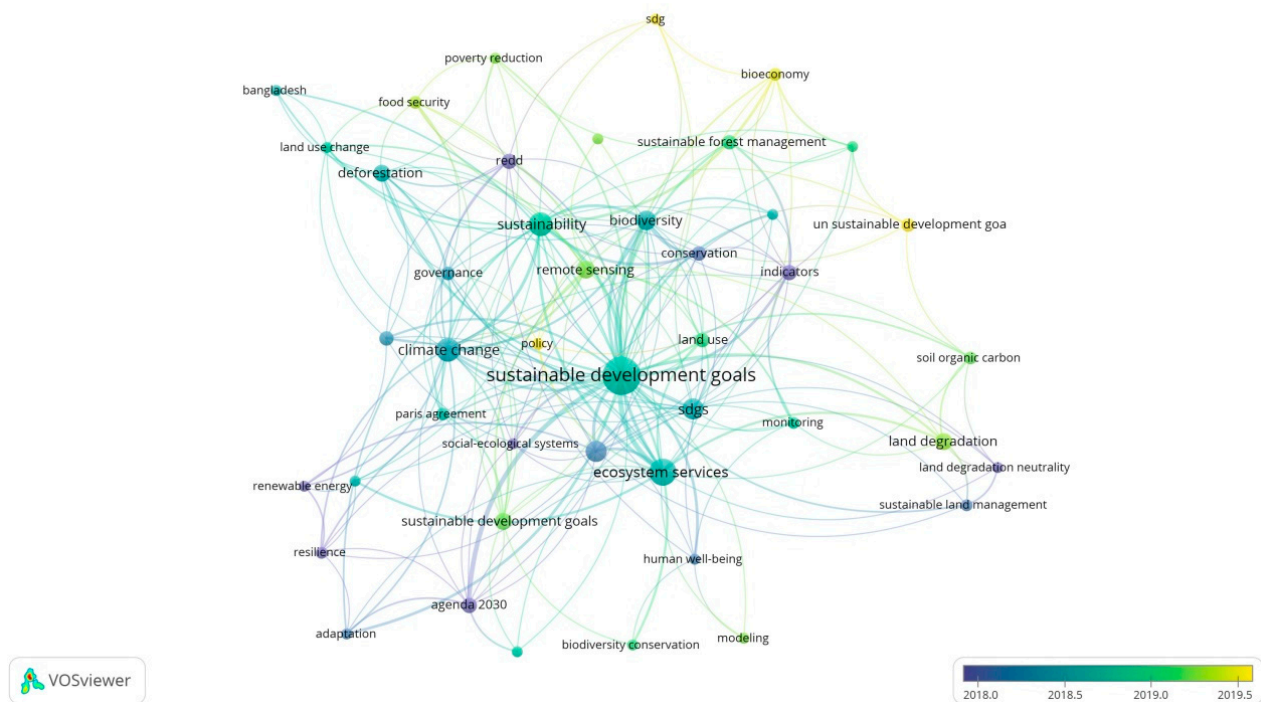 sdg
poverty reduction
bioeconomy
bangladesh
food security
sustainable forest management
land use change
redd
deforestation
sustainability
biodiversity
un sustainable development goa
conservation
governance
remote sensing
indicators
policy
land use
climate change
soil organic carbon
sustainable development goals
paris agreement
sdgs
monitoring
social-ecological systems
land degradation
ecosystem services
land degradation neutrality
renewable energy
sustainable land management
sustainable development goals
resilience
human well-being
agenda 2030
adaptation
biodiversity conservation
modeling
VOSviewer
2018.0 2018.5 2019.0 2019.5